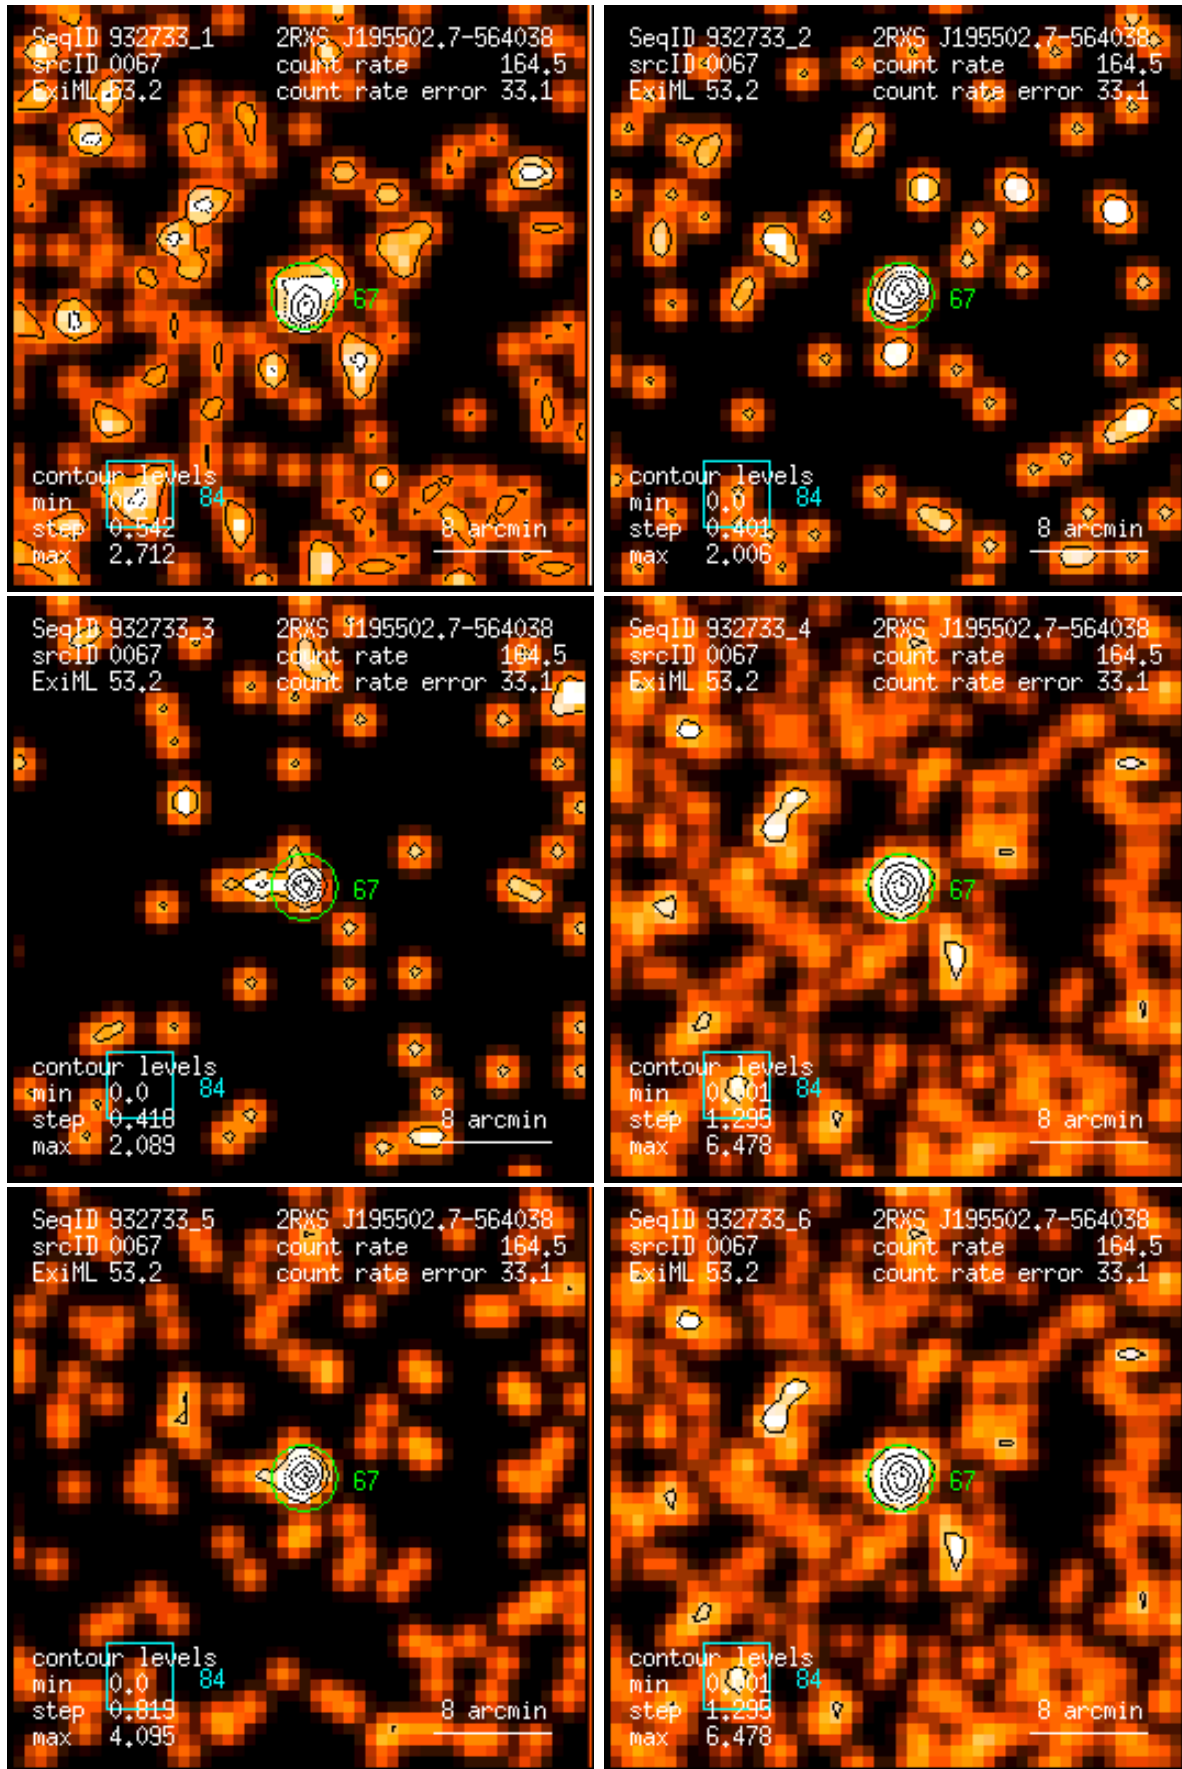 SeqID 932733_1 2RXS J195502.7-564038
srcID 0067 count rate 164.5
ExiML 53.2 count rate error 33.1
67
contour levels
min
84
step 0.542 8 arcmin
max 2.712
SeqID 932733_2 2RXS J195502.7-564038
srcID 0067 count rate 164.5
ExiML 53.2 count rate error 33.1
67
contour levels
min 0.0
84
step 0.401 8 arcmin
max 2.006
SeqID 932733_3 2RXS J195502.7-564038
srcID 0067 count rate 164.5
ExiML 53.2 count rate error 33.1
67
contour levels
min 0.0
84
step 0.418 8 arcmin
max 2.089
SeqID 932733_4 2RXS J195502.7-564038
srcID 0067 count rate 164.5
ExiML 53.2 count rate error 33.1
67
contour levels
min 0.001
84
step 1.295 8 arcmin
max 6.478
SeqID 932733_5 2RXS J195502.7-564038
srcID 0067 count rate 164.5
ExiML 53.2 count rate error 33.1
67
contour levels
min 0.0
84
step 0.819 8 arcmin
max 4.095
SeqID 932733_6 2RXS J195502.7-564038
srcID 0067 count rate 164.5
ExiML 53.2 count rate error 33.1
67
contour levels
min 0.001
84
step 1.295 8 arcmin
max 6.478